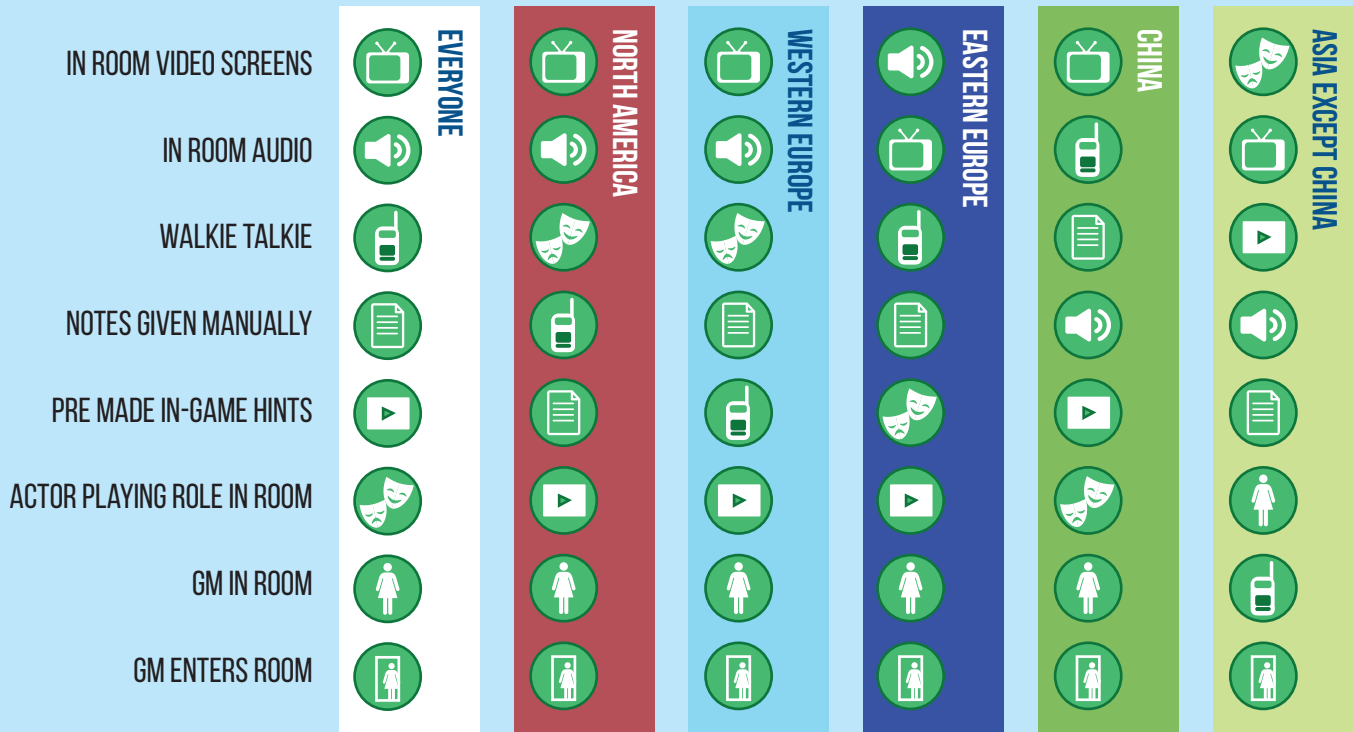 IN ROOM VIDEO SCREENS
IN ROOM AUDIO
WALKIE TALKIE
NOTES GIVEN MANUALLY
PRE MADE IN-GAME HINTS
ACTOR PLAYING ROLE IN ROOM
GM IN ROOM
GM ENTERS ROOM
EVERYONE
NORTH AMERICA
WESTERN EUROPE
EASTERN EUROPE
CHINA
ASIA EXCEPT CHINA